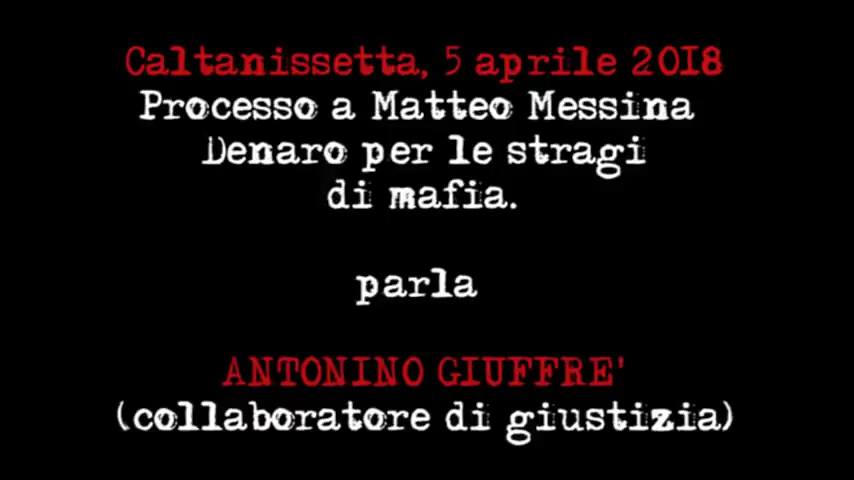 Caltanissetta, 5 aprile 2018
Processo a Matteo Messina
Denaro per le stragi
di mafia.
parla
ANTONINO GIUFFRE'
(collaboratore di giustizia)